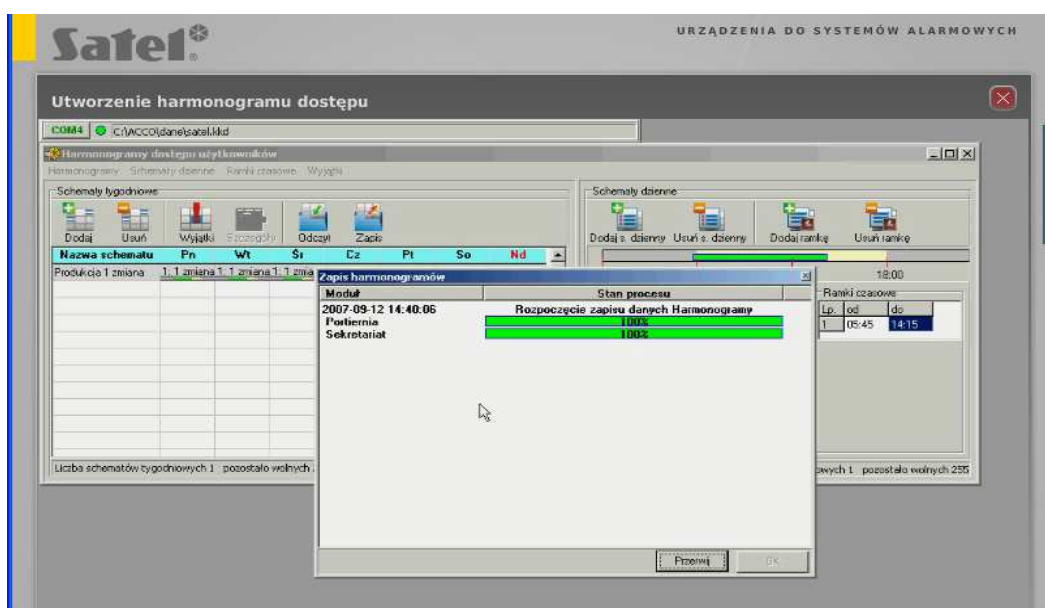 Satel
URZĄDZENIA DO SYSTEMÓW ALARMOWYCH
Utworzenie harmonogramu dostępu
COM4 C:\ACCO\dane\satel.kkd
Harmonogramy dostępu użytkowników
Harmonogramy Schematy dzienne Ramki czasowe Wyjątki
Schematy tygodniowe
Schematy dzienne
Dodaj Usuń Wyjątki Szczegóły Odczyt Zapis
Dodaj s. dzienny Usuń s. dzienny Dodaj ramkę Usuń ramkę
Nazwa schematu Pn Wt Śr Cz Pt So Nd
Produkcja 1 zmiana 1: 1 zmiana 1: 1 zmiana 1: 1 zmia
18:00
Zapis harmonogramów
Moduł Stan procesu
2007-09-12 14:40:06 Rozpoczęcie zapisu danych Harmonogramy
Portiernia 100%
Sekretariat 100%
Ramki czasowe
Lp. od do
1 05:45 14:15
Liczba schematów tygodniowych 1 pozostało wolnych
owych 1 pozostało wolnych 255
Przerwij OK